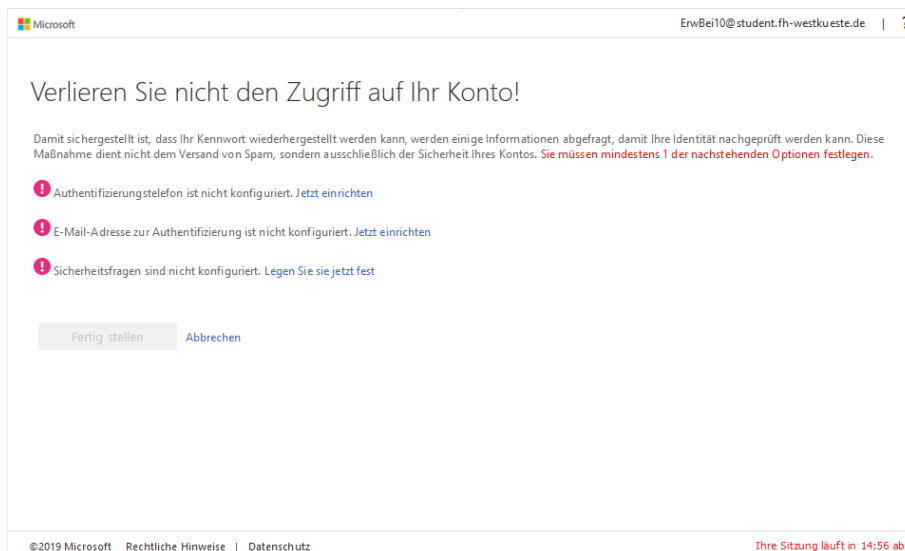 Microsoft
ErwBei10@student.fh-westkueste.de | ?
Verlieren Sie nicht den Zugriff auf Ihr Konto!
Damit sichergestellt ist, dass Ihr Kennwort wiederhergestellt werden kann, werden einige Informationen abgefragt, damit Ihre Identität nachgeprüft werden kann. Diese
Maßnahme dient nicht dem Versand von Spam, sondern ausschließlich der Sicherheit Ihres Kontos. Sie müssen mindestens 1 der nachstehenden Optionen festlegen.
Authentifizierungstelefon ist nicht konfiguriert. Jetzt einrichten
E-Mail-Adresse zur Authentifizierung ist nicht konfiguriert. Jetzt einrichten
Sicherheitsfragen sind nicht konfiguriert. Legen Sie sie jetzt fest
Fertig stellen Abbrechen
©2019 Microsoft Rechtliche Hinweise | Datenschutz
Ihre Sitzung läuft in 14:56 ab